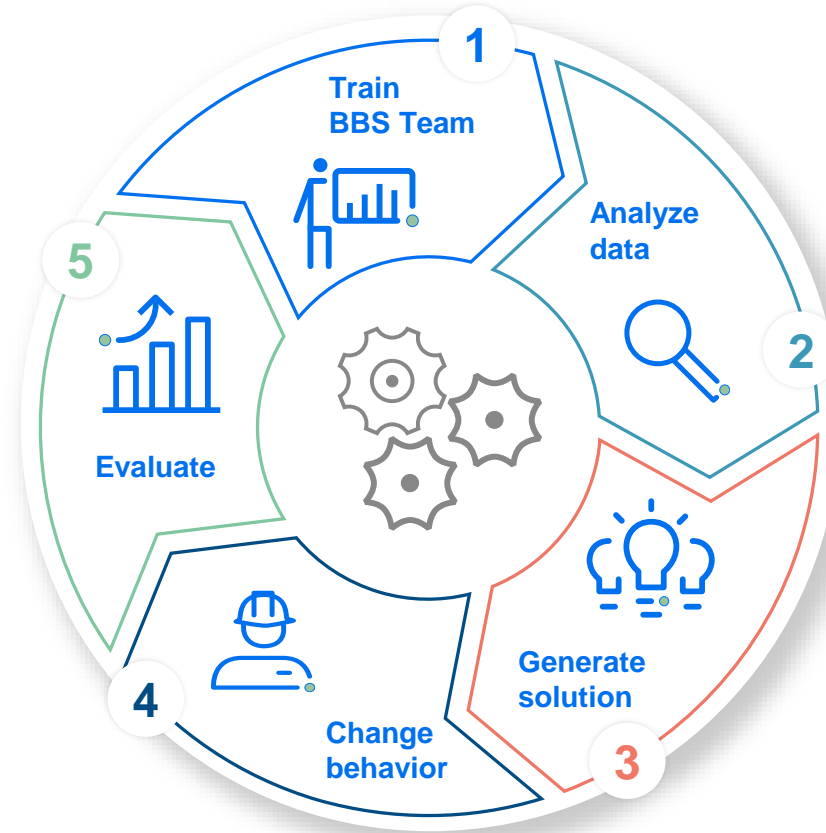 1
Train
BBS Team
2
Analyze
data
3
Generate
solution
4
Change
behavior
5
Evaluate